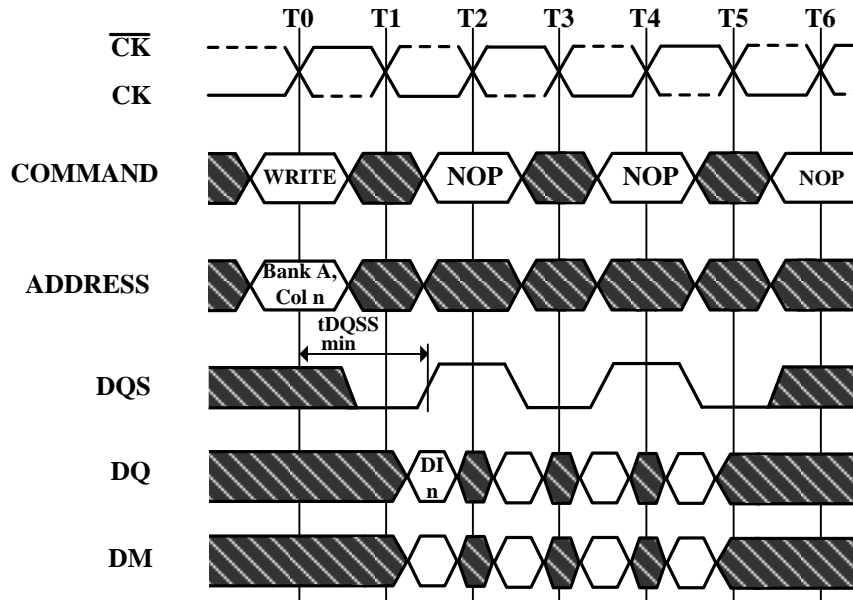 T0 T1 T2 T3 T4 T5 T6
CK
CK
COMMAND
WRITE NOP NOP NOP
ADDRESS
Bank A,
Col n
tDQSS
min
DQS
DQ
DI
n
DM